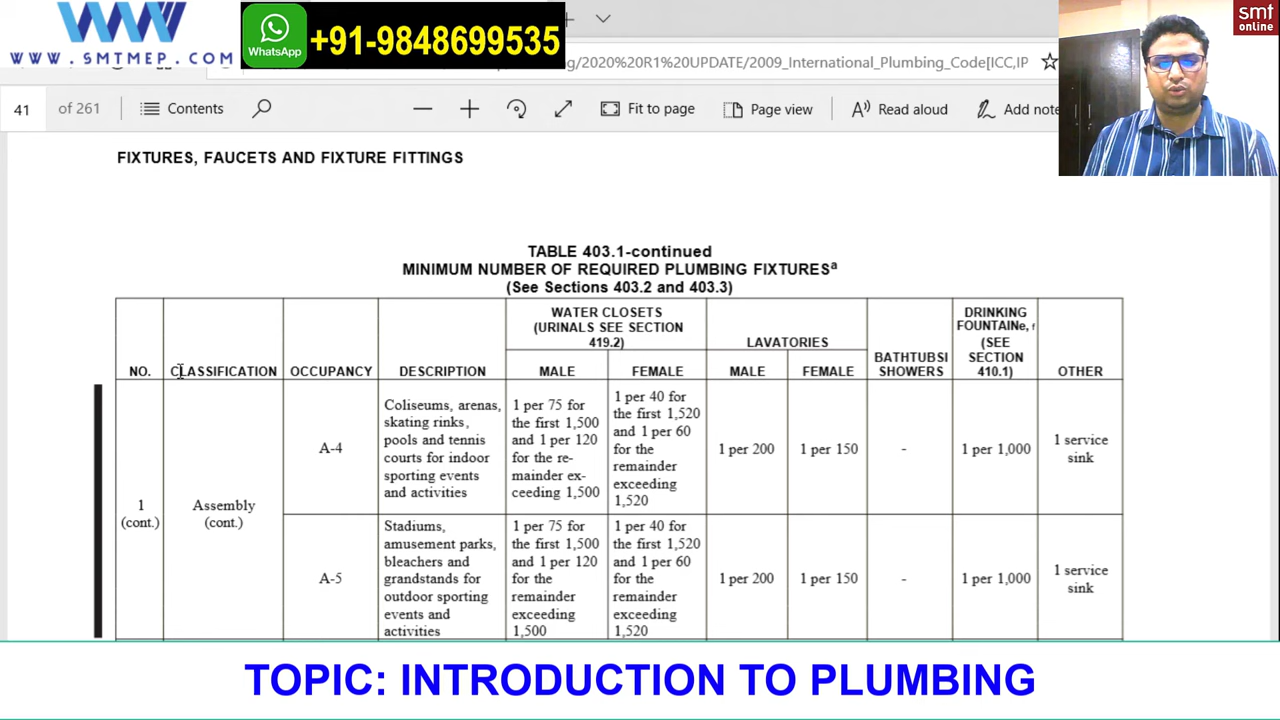 WWW
WWW.SMTMEP.COM
WhatsApp
+91-9848699535
smt
online
ng/2020%20R1%20UPDATE/2009_International_Plumbing_Code[ICC,IP
41 of 261 Contents Fit to page Page view Read aloud Add note
FIXTURES, FAUCETS AND FIXTURE FITTINGS
TABLE 403.1-continued
MINIMUM NUMBER OF REQUIRED PLUMBING FIXTURESa
(See Sections 403.2 and 403.3)
NO.
CLASSIFICATION
OCCUPANCY
DESCRIPTION
WATER CLOSETS
(URINALS SEE SECTION
419.2)
MALE
FEMALE
LAVATORIES
MALE
FEMALE
BATHTUBSI
SHOWERS
DRINKING
FOUNTAINe, f
(SEE
SECTION
410.1)
OTHER
1
(cont.)
Assembly
(cont.)
A-4
Coliseums, arenas,
skating rinks,
pools and tennis
courts for indoor
sporting events
and activities
1 per 75 for
the first 1,500
and 1 per 120
for the re-
mainder ex-
ceeding 1,500
1 per 40 for
the first 1,520
and 1 per 60
for the
remainder
exceeding
1,520
1 per 200
1 per 150
-
1 per 1,000
1 service
sink
A-5
Stadiums,
amusement parks,
bleachers and
grandstands for
outdoor sporting
events and
activities
1 per 75 for
the first 1,500
and 1 per 120
for the
remainder
exceeding
1,500
1 per 40 for
the first 1,520
and 1 per 60
for the
remainder
exceeding
1,520
1 per 200
1 per 150
-
1 per 1,000
1 service
sink
TOPIC: INTRODUCTION TO PLUMBING